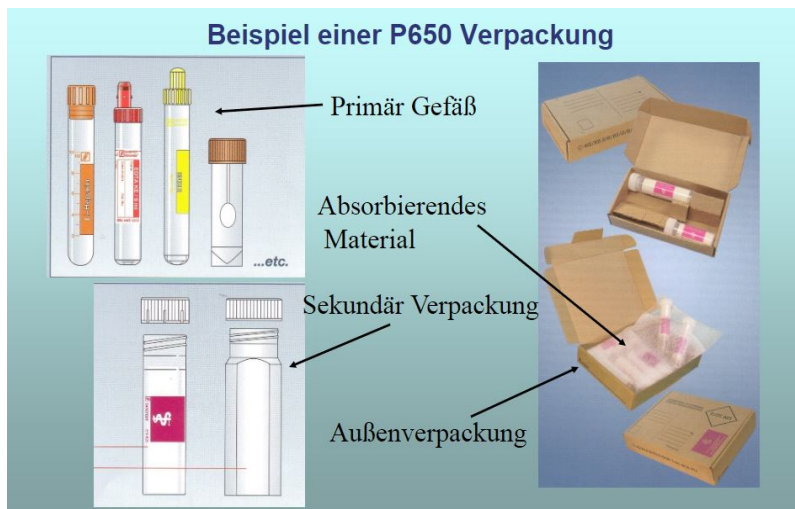 Beispiel einer P650 Verpackung
Primär Gefäß
Absorbierendes
Material
...etc.
Sekundär Verpackung
Außenverpackung